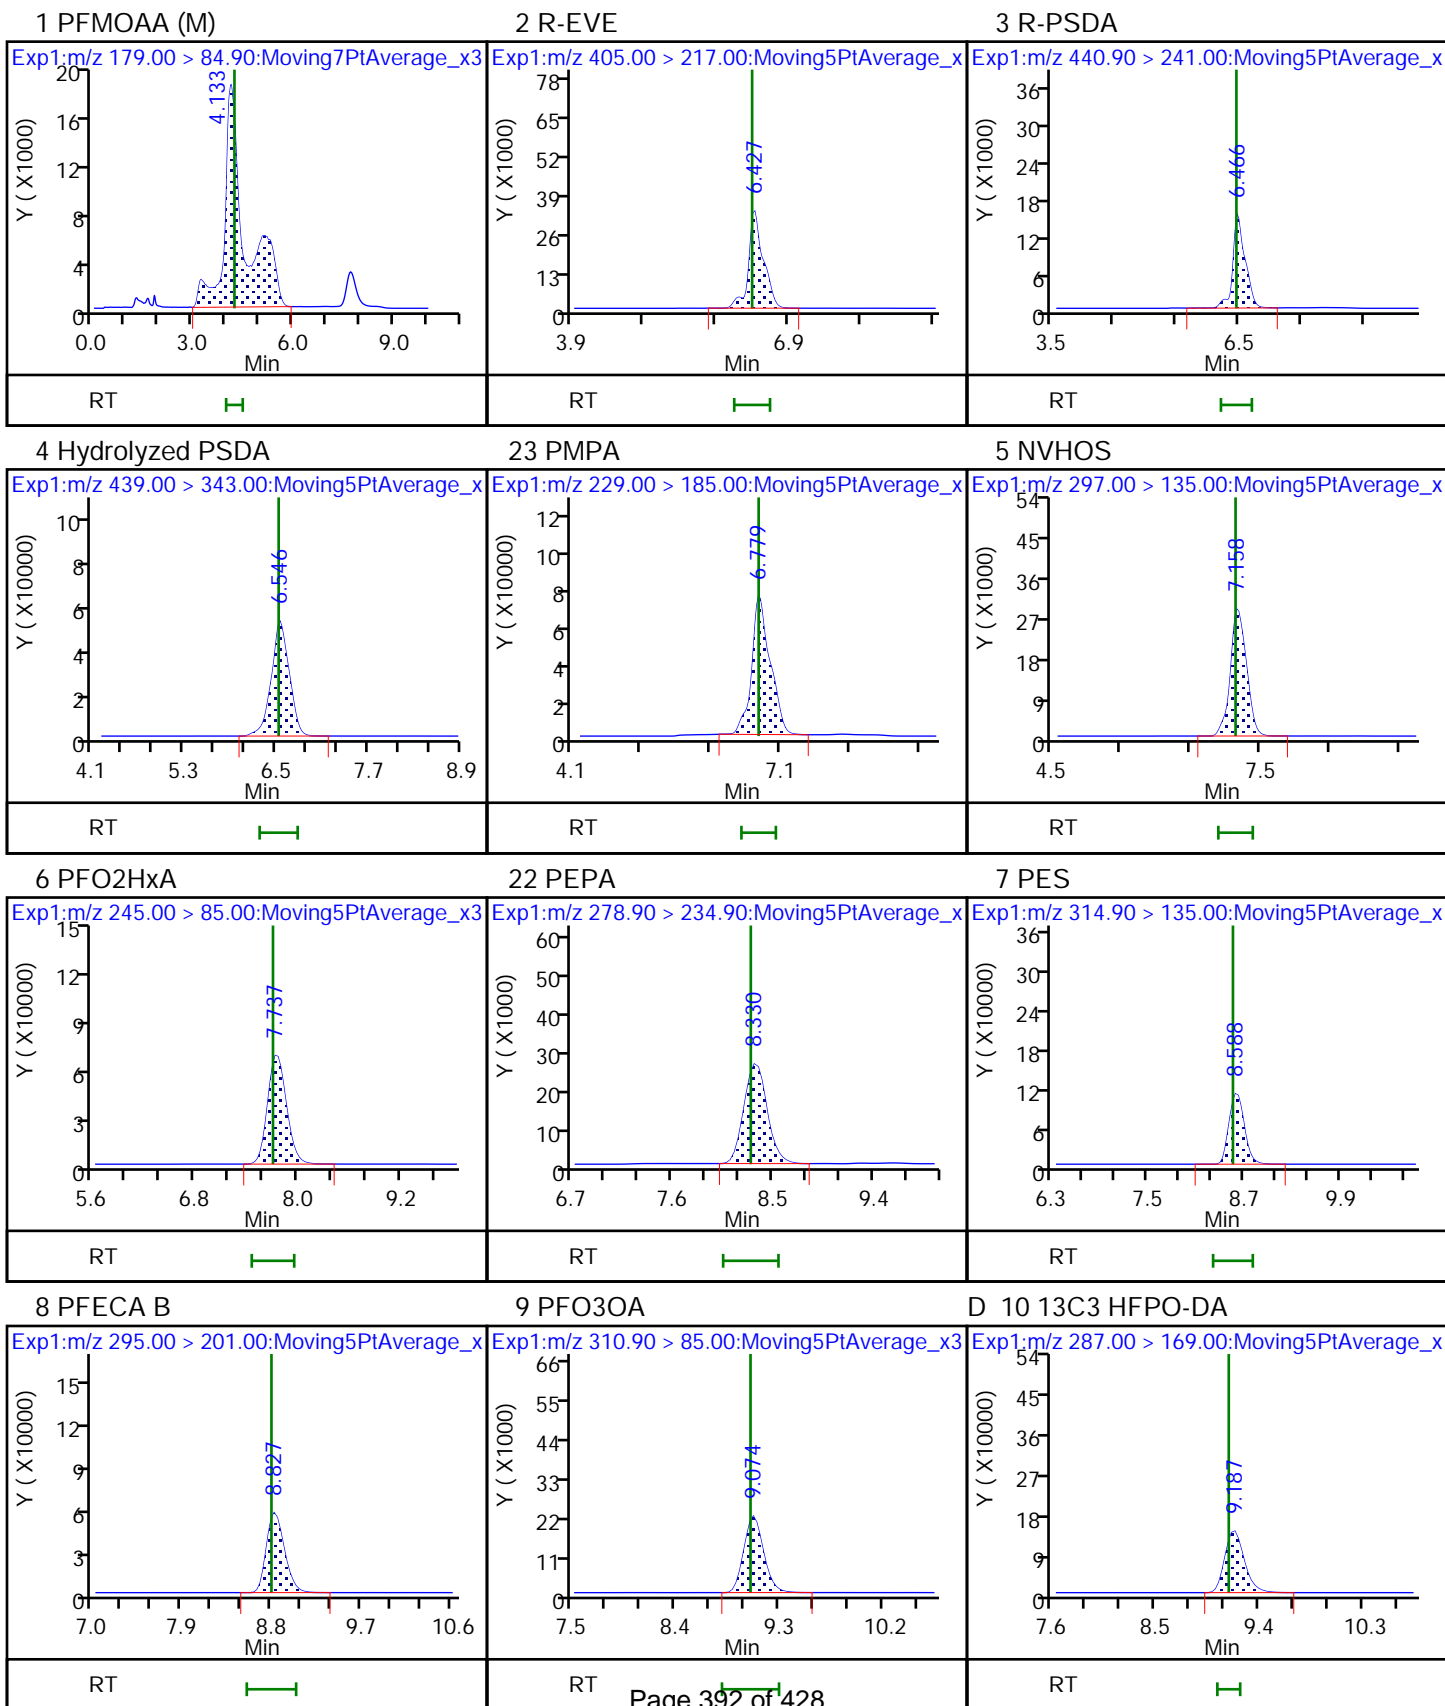 1 PFMOAA (M)
2 R-EVE
3 R-PSDA
Exp1:m/z 179.00 > 84.90:Moving7PtAverage_x3
Exp1:m/z 405.00 > 217.00:Moving5PtAverage_x
Exp1:m/z 440.90 > 241.00:Moving5PtAverage_x
Y ( X1000)
20
16
12
8
4
0
4.133
0.0 3.0 6.0 9.0
Min
RT
Y ( X1000)
78
65
52
39
26
13
0
6.427
3.9 6.9
Min
RT
Y ( X1000)
36
30
24
18
12
6
0
6.466
3.5 6.5
Min
RT
4 Hydrolyzed PSDA
23 PMPA
5 NVHOS
Exp1:m/z 439.00 > 343.00:Moving5PtAverage_x
Exp1:m/z 229.00 > 185.00:Moving5PtAverage_x
Exp1:m/z 297.00 > 135.00:Moving5PtAverage_x
Y ( X10000)
10
8
6
4
2
0
6.546
4.1 5.3 6.5 7.7 8.9
Min
RT
Y ( X10000)
12
10
8
6
4
2
0
6.779
4.1 7.1
Min
RT
Y ( X1000)
54
45
36
27
18
9
0
7.158
4.5 7.5
Min
RT
6 PFO2HxA
22 PEPA
7 PES
Exp1:m/z 245.00 > 85.00:Moving5PtAverage_x3
Exp1:m/z 278.90 > 234.90:Moving5PtAverage_x
Exp1:m/z 314.90 > 135.00:Moving5PtAverage_x
Y ( X10000)
15
12
9
6
3
0
7.737
5.6 6.8 8.0 9.2
Min
RT
Y ( X1000)
60
50
40
30
20
10
0
8.330
6.7 7.6 8.5 9.4
Min
RT
Y ( X10000)
36
30
24
18
12
6
0
8.588
6.3 7.5 8.7 9.9
Min
RT
8 PFECA B
9 PFO3OA
D 10 13C3 HFPO-DA
Exp1:m/z 295.00 > 201.00:Moving5PtAverage_x
Exp1:m/z 310.90 > 85.00:Moving5PtAverage_x3
Exp1:m/z 287.00 > 169.00:Moving5PtAverage_x
Y ( X10000)
15
12
9
6
3
0
8.827
7.0 7.9 8.8 9.7 10.6
Min
RT
Y ( X1000)
66
55
44
33
22
11
0
9.074
7.5 8.4 9.3 10.2
Min
RT
Y ( X10000)
54
45
36
27
18
9
0
9.187
7.6 8.5 9.4 10.3
Min
RT
Page 392 of 428